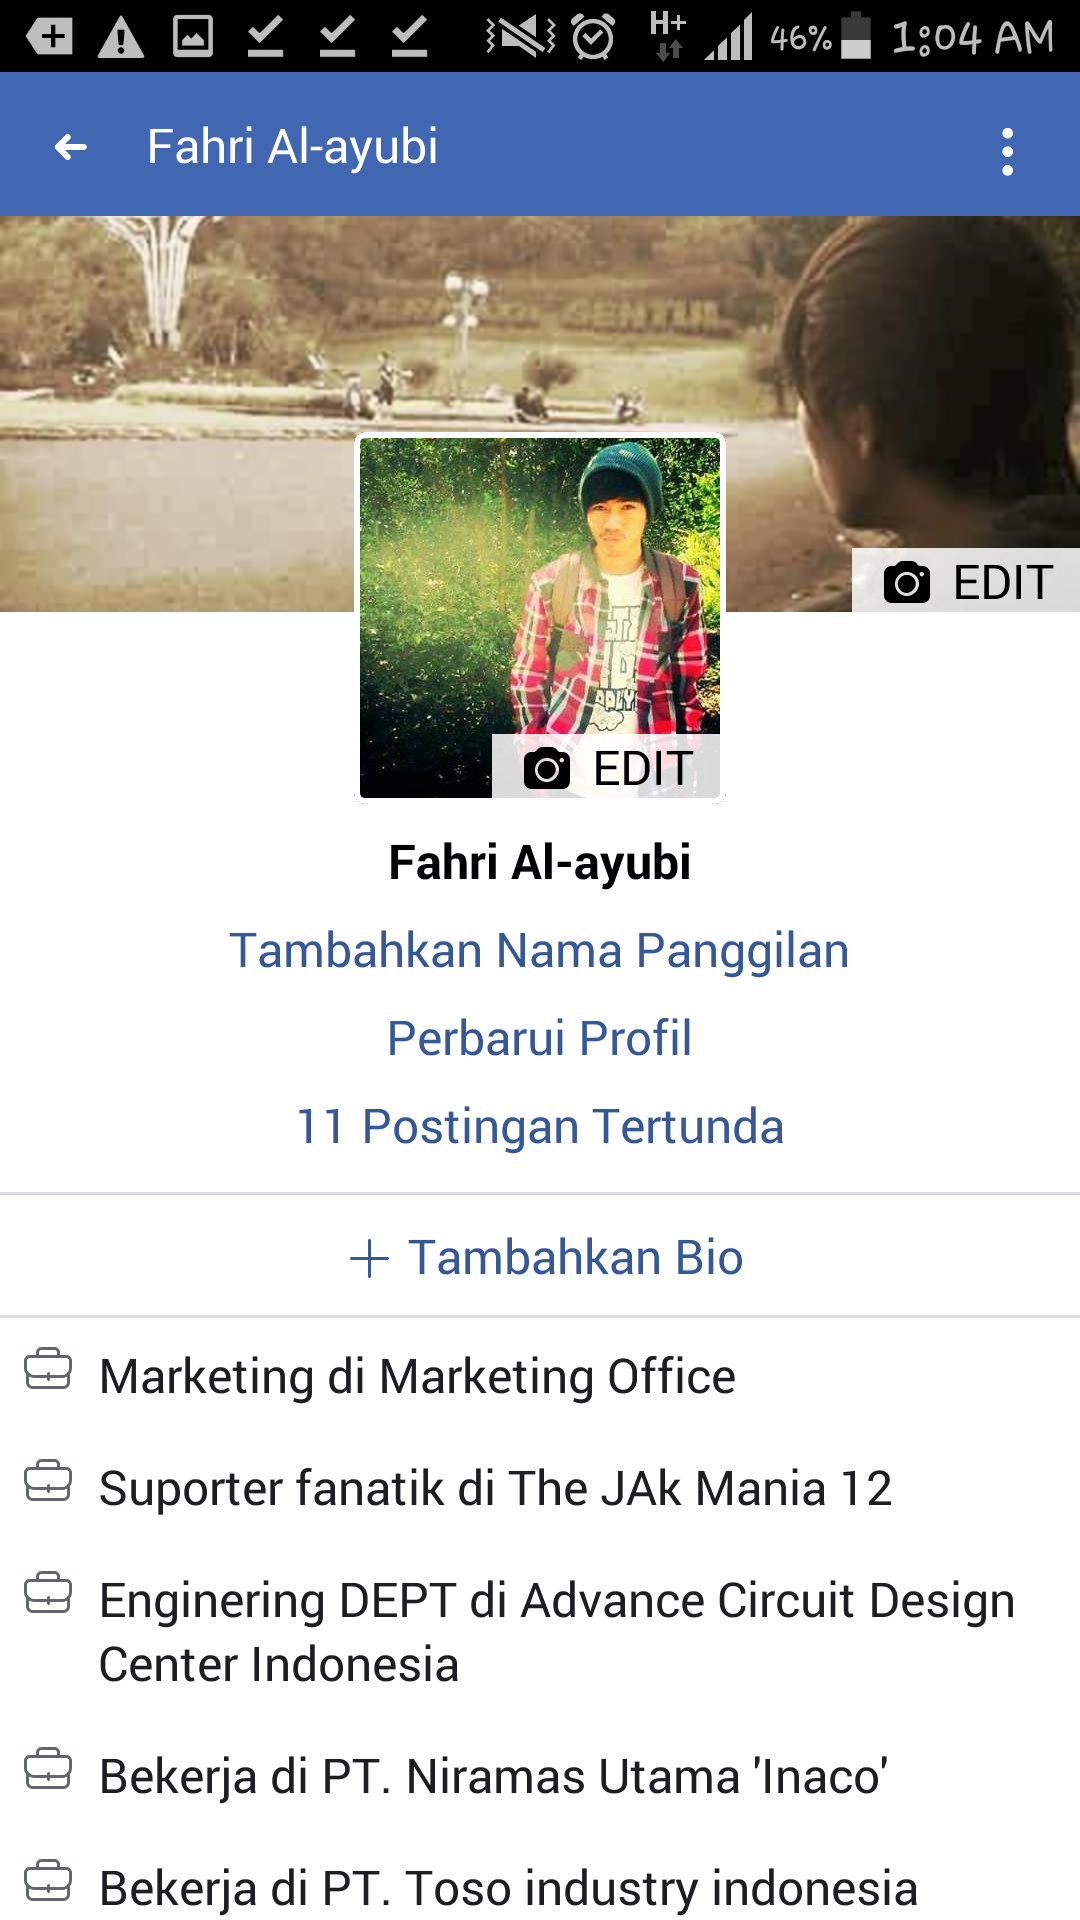 H+ 46% 1:04 AM
Fahri Al-ayubi
SENTUL
EDIT
EDIT
Fahri Al-ayubi
Tambahkan Nama Panggilan
Perbarui Profil
11 Postingan Tertunda
+ Tambahkan Bio
Marketing di Marketing Office
Suporter fanatik di The JAk Mania 12
Enginering DEPT di Advance Circuit Design
Center Indonesia
Bekerja di PT. Niramas Utama 'Inaco'
Bekerja di PT. Toso industry indonesia